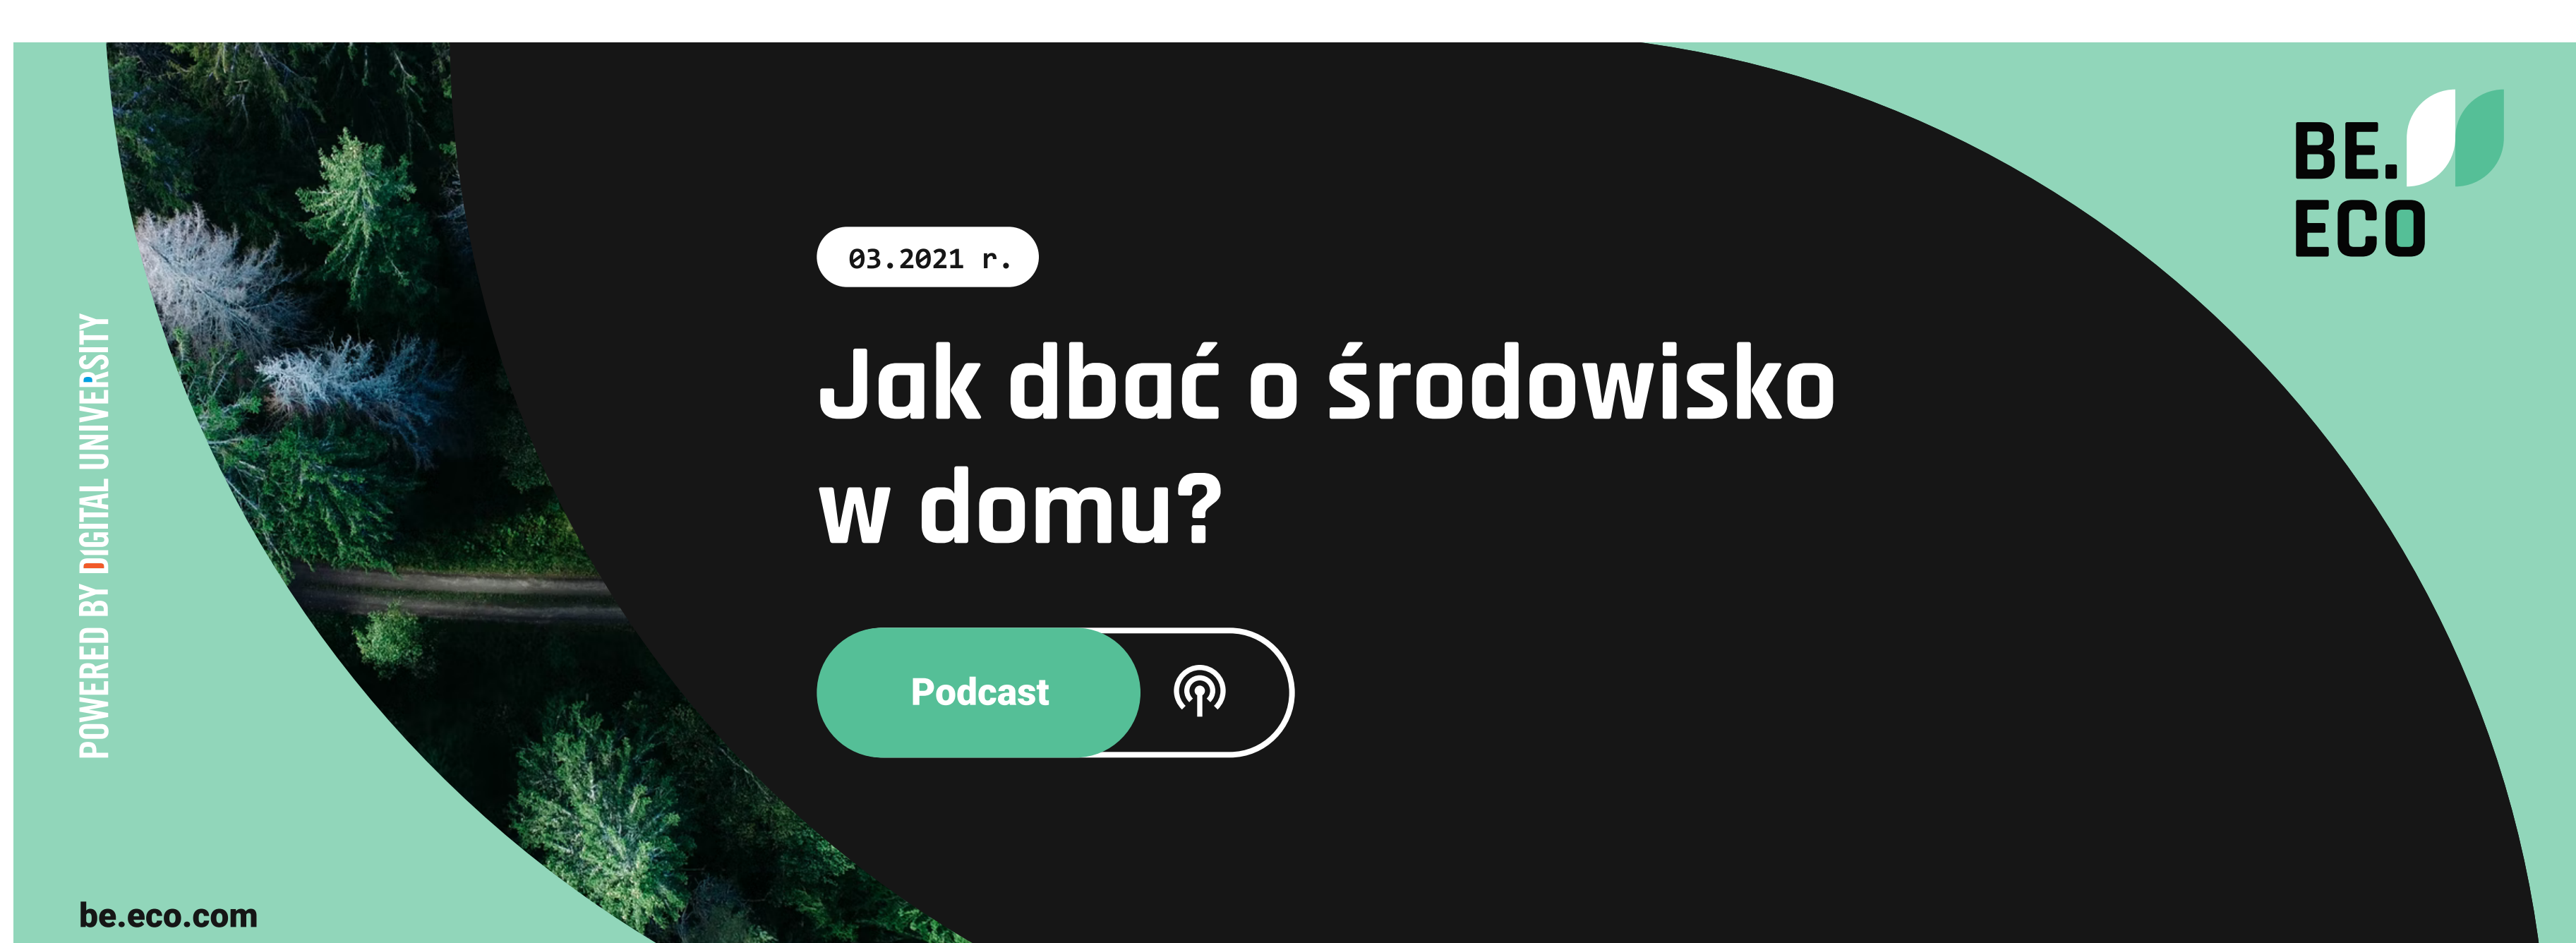 BE.
ECO
03.2021 r.
Jak dbać o środowisko
w domu?
Podcast
POWERED BY DIGITAL UNIVERSITY
be.eco.com